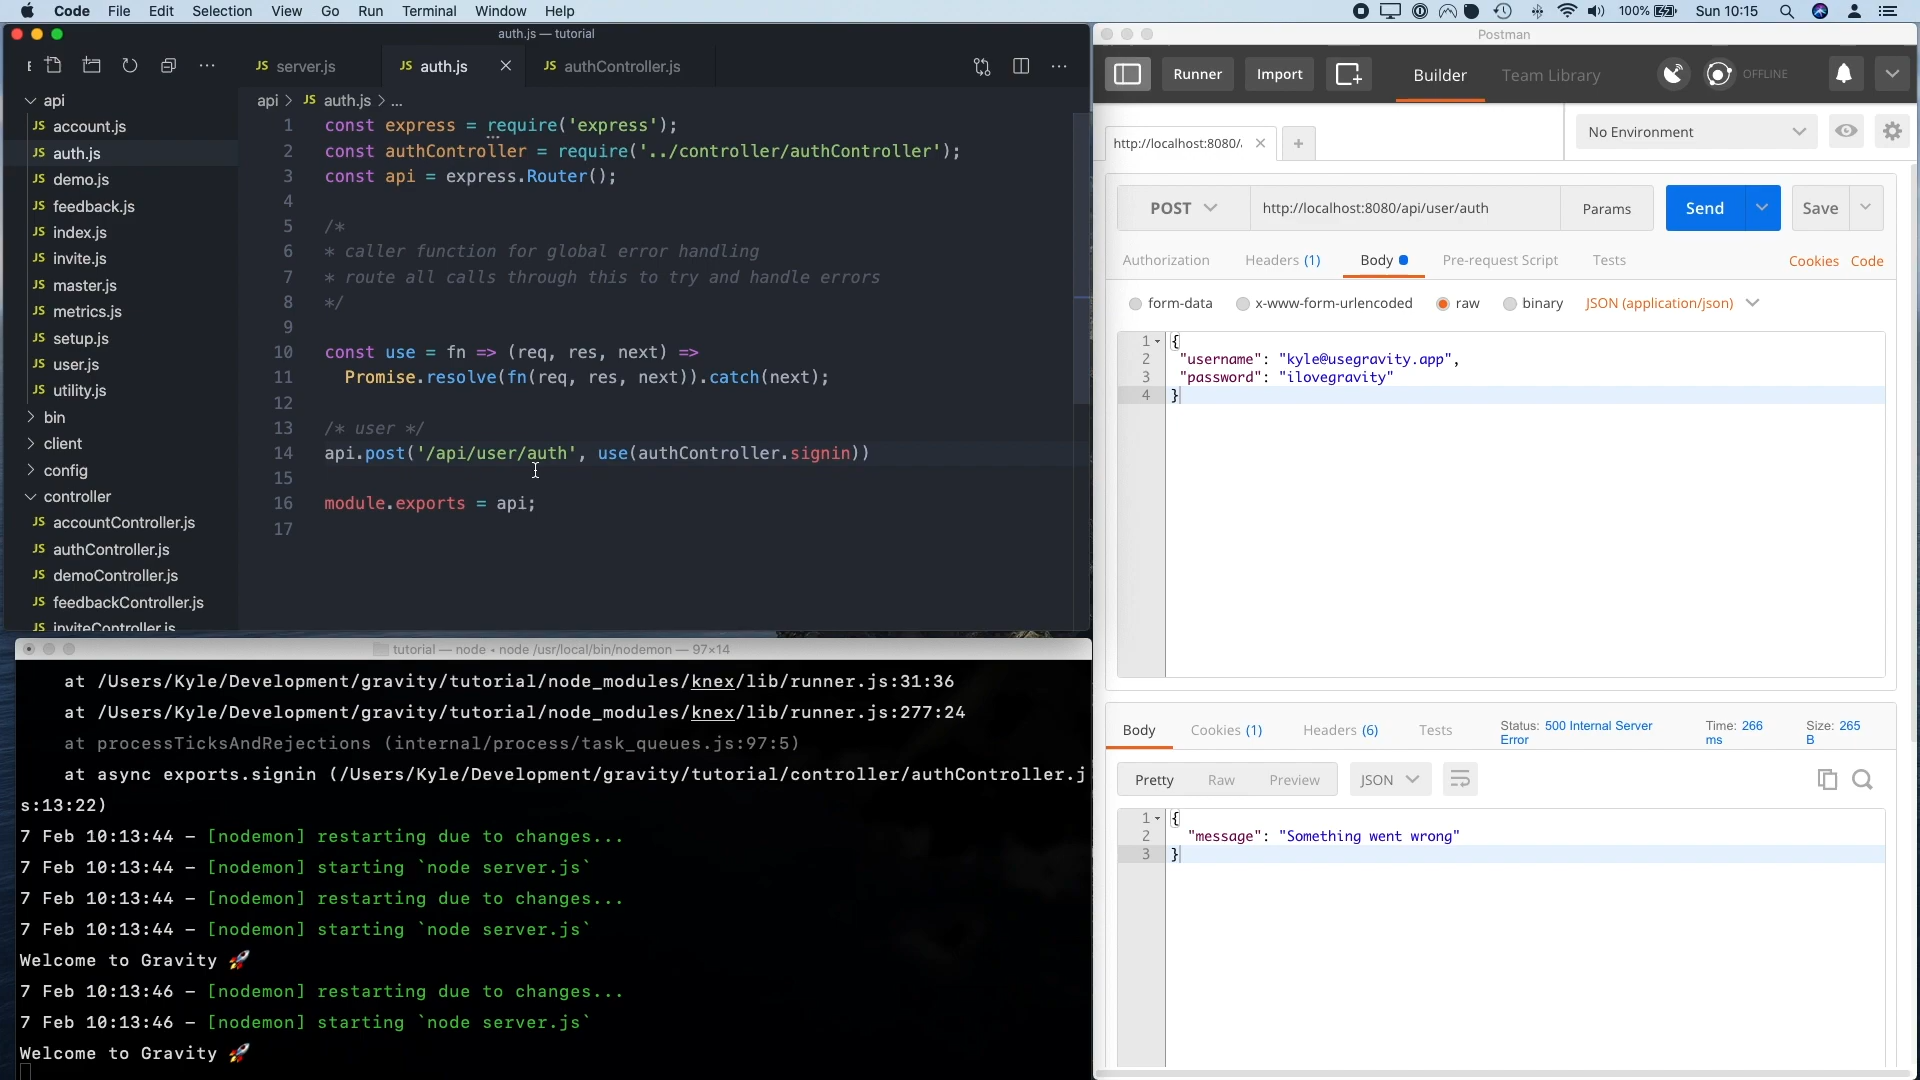 Code File Edit Selection View Go Run Terminal Window Help
100% Sun 10:15
auth.js — tutorial
JS server.js
JS auth.js
JS authController.js
api
JS account.js
JS auth.js
JS demo.js
JS feedback.js
JS index.js
JS invite.js
JS master.js
JS metrics.js
JS setup.js
JS user.js
JS utility.js
bin
client
config
controller
JS accountController.js
JS authController.js
JS demoController.js
JS feedbackController.js
JS inviteController.js
api > JS auth.js > ...
1 const express = require('express');
2 const authController = require('../controller/authController');
3 const api = express.Router();
4
5 /*
6 * caller function for global error handling
7 * route all calls through this to try and handle errors
8 */
9
10 const use = fn => (req, res, next) =>
11 Promise.resolve(fn(req, res, next)).catch(next);
12
13 /* user */
14 api.post('/api/user/auth', use(authController.signin))
15
16 module.exports = api;
17
tutorial — node • node /usr/local/bin/nodemon — 97×14
at /Users/Kyle/Development/gravity/tutorial/node_modules/knex/lib/runner.js:31:36
at /Users/Kyle/Development/gravity/tutorial/node_modules/knex/lib/runner.js:277:24
at processTicksAndRejections (internal/process/task_queues.js:97:5)
at async exports.signin (/Users/Kyle/Development/gravity/tutorial/controller/authController.j
s:13:22)
7 Feb 10:13:44 – [nodemon] restarting due to changes...
7 Feb 10:13:44 – [nodemon] starting `node server.js`
7 Feb 10:13:44 – [nodemon] restarting due to changes...
7 Feb 10:13:44 – [nodemon] starting `node server.js`
Welcome to Gravity 🚀
7 Feb 10:13:46 – [nodemon] restarting due to changes...
7 Feb 10:13:46 – [nodemon] starting `node server.js`
Welcome to Gravity 🚀
Postman
Runner Import Builder Team Library OFFLINE
http://localhost:8080/.
No Environment
POST http://localhost:8080/api/user/auth Params Send Save
Authorization Headers (1) Body Pre-request Script Tests Cookies Code
form-data x-www-form-urlencoded raw binary JSON (application/json)
1 {
2 "username": "kyle@usegravity.app",
3 "password": "ilovegravity"
4 }
Body Cookies (1) Headers (6) Tests
Status: 500 Internal Server Error
Time: 266 ms
Size: 265 B
Pretty Raw Preview JSON
1 {
2 "message": "Something went wrong"
3 }